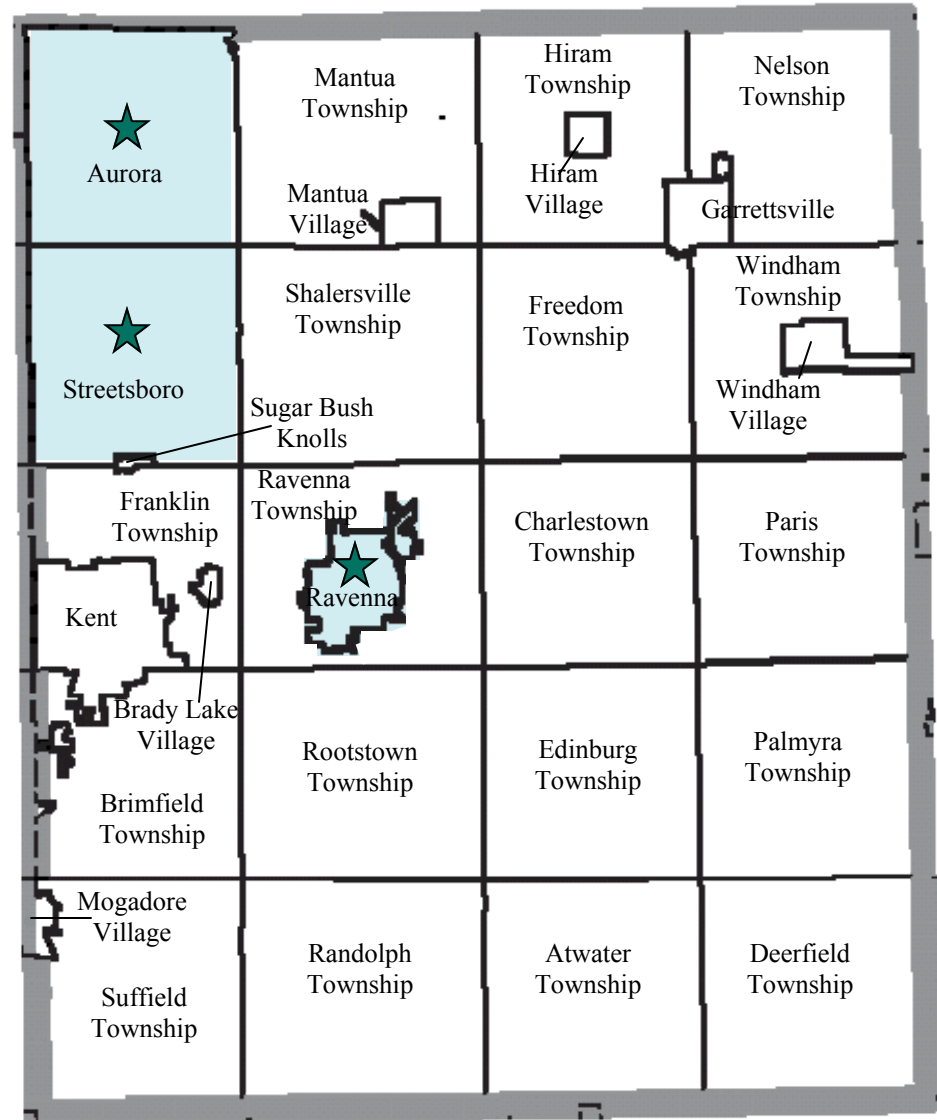 Aurora
Mantua
Township
Mantua
Village
Hiram
Township
Hiram
Village
Nelson
Township
Garrettsville
Streetsboro
Shalersville
Township
Freedom
Township
Windham
Township
Windham
Village
Sugar Bush
Knolls
Franklin
Township
Ravenna
Township
Ravenna
Charlestown
Township
Paris
Township
Kent
Brady Lake
Village
Brimfield
Township
Rootstown
Township
Edinburg
Township
Palmyra
Township
Mogadore
Village
Suffield
Township
Randolph
Township
Atwater
Township
Deerfield
Township